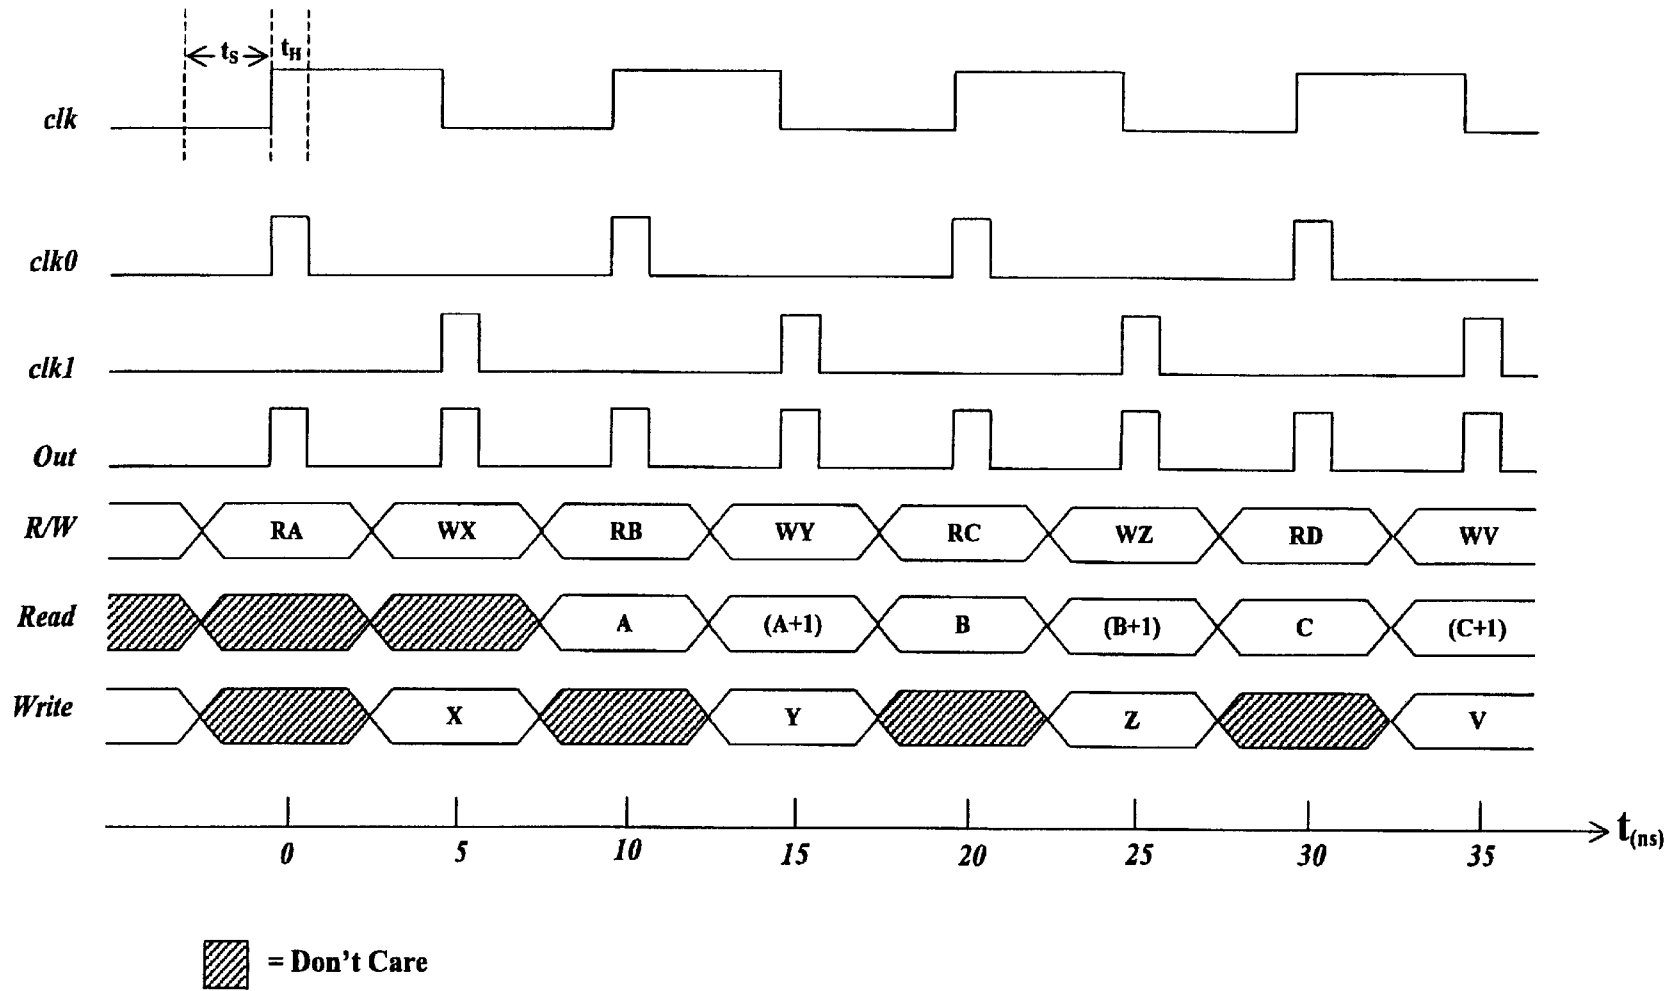 tS tH
clk
clk0
clk1
Out
R/W RA WX RB WY RC WZ RD WV
Read A (A+1) B (B+1) C (C+1)
Write X Y Z V
t(ns)
0 5 10 15 20 25 30 35
= Don't Care